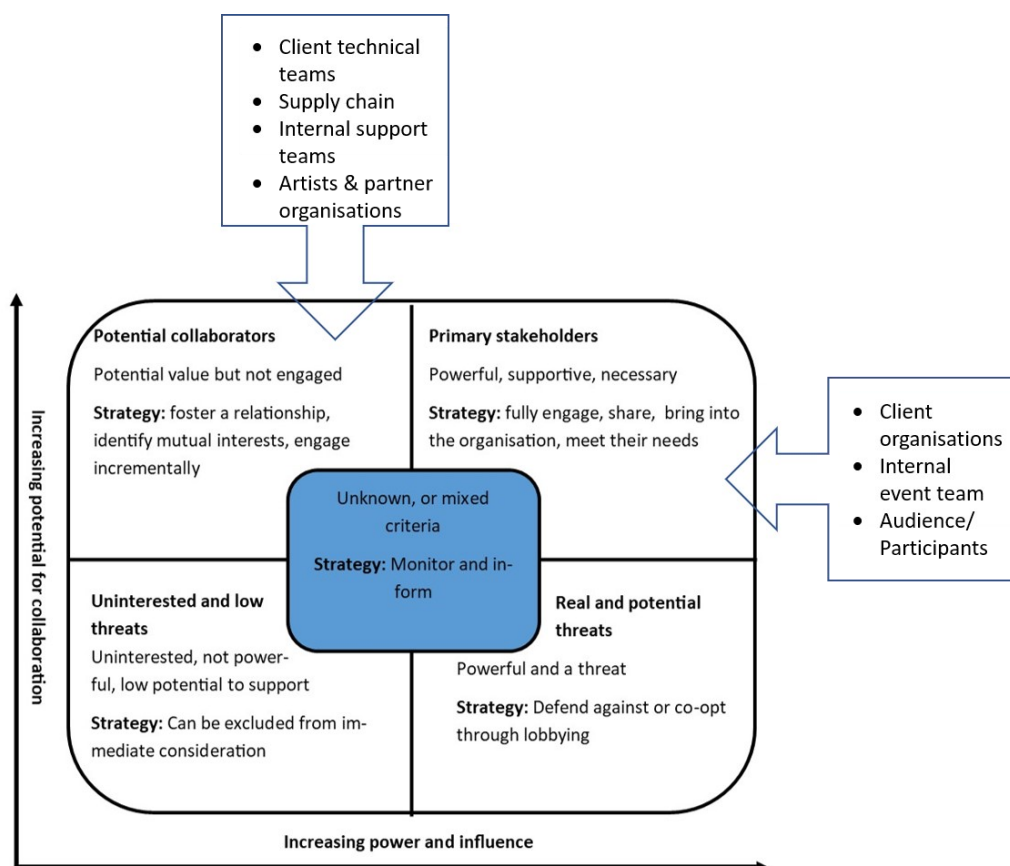 • Client technical
teams
• Supply chain
• Internal support
teams
• Artists & partner
organisations
Increasing potential for collaboration
Potential collaborators
Potential value but not engaged
Strategy: foster a relationship,
identify mutual interests, engage
incrementally
Primary stakeholders
Powerful, supportive, necessary
Strategy: fully engage, share, bring into
the organisation, meet their needs
• Client
organisations
• Internal
event team
• Audience/
Participants
Unknown, or mixed
criteria
Strategy: Monitor and in-
form
Uninterested and low
threats
Uninterested, not power-
ful, low potential to support
Strategy: Can be excluded from im-
mediate consideration
Real and potential
threats
Powerful and a threat
Strategy: Defend against or co-opt
through lobbying
Increasing power and influence